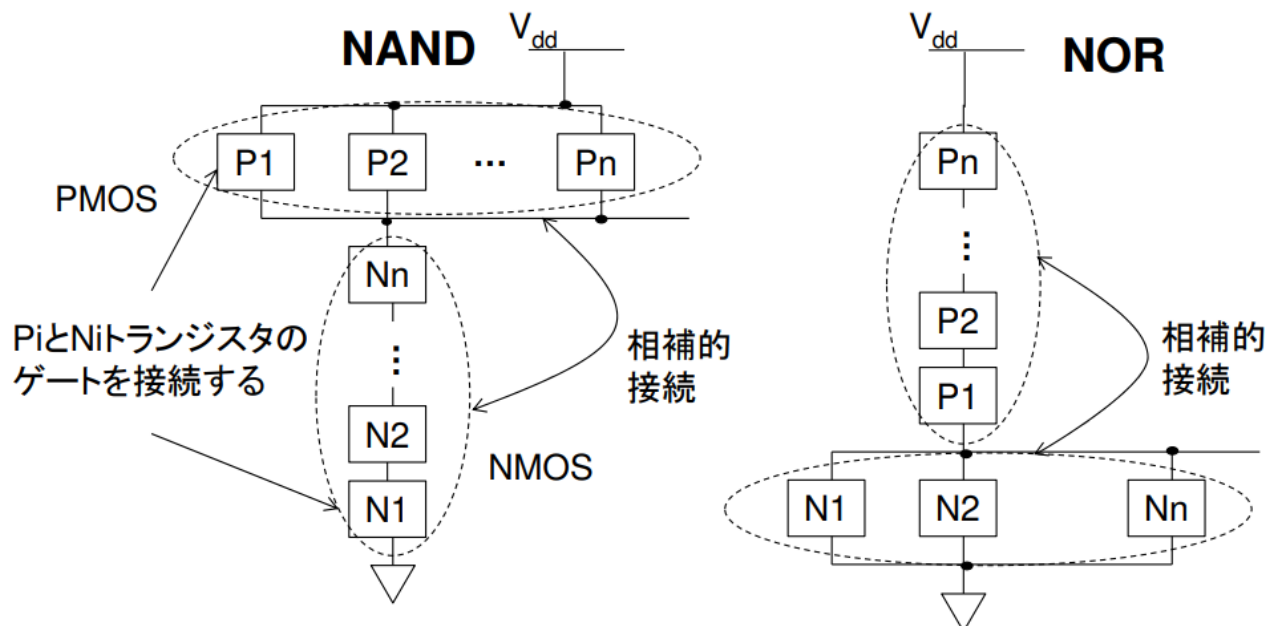 NAND
Vdd
P1
P2
...
Pn
PMOS
Nn
...
PiとNiトランジスタの
ゲートを接続する
相補的
接続
N2
NMOS
N1
Vdd
NOR
Pn
...
P2
P1
相補的
接続
N1
N2
Nn